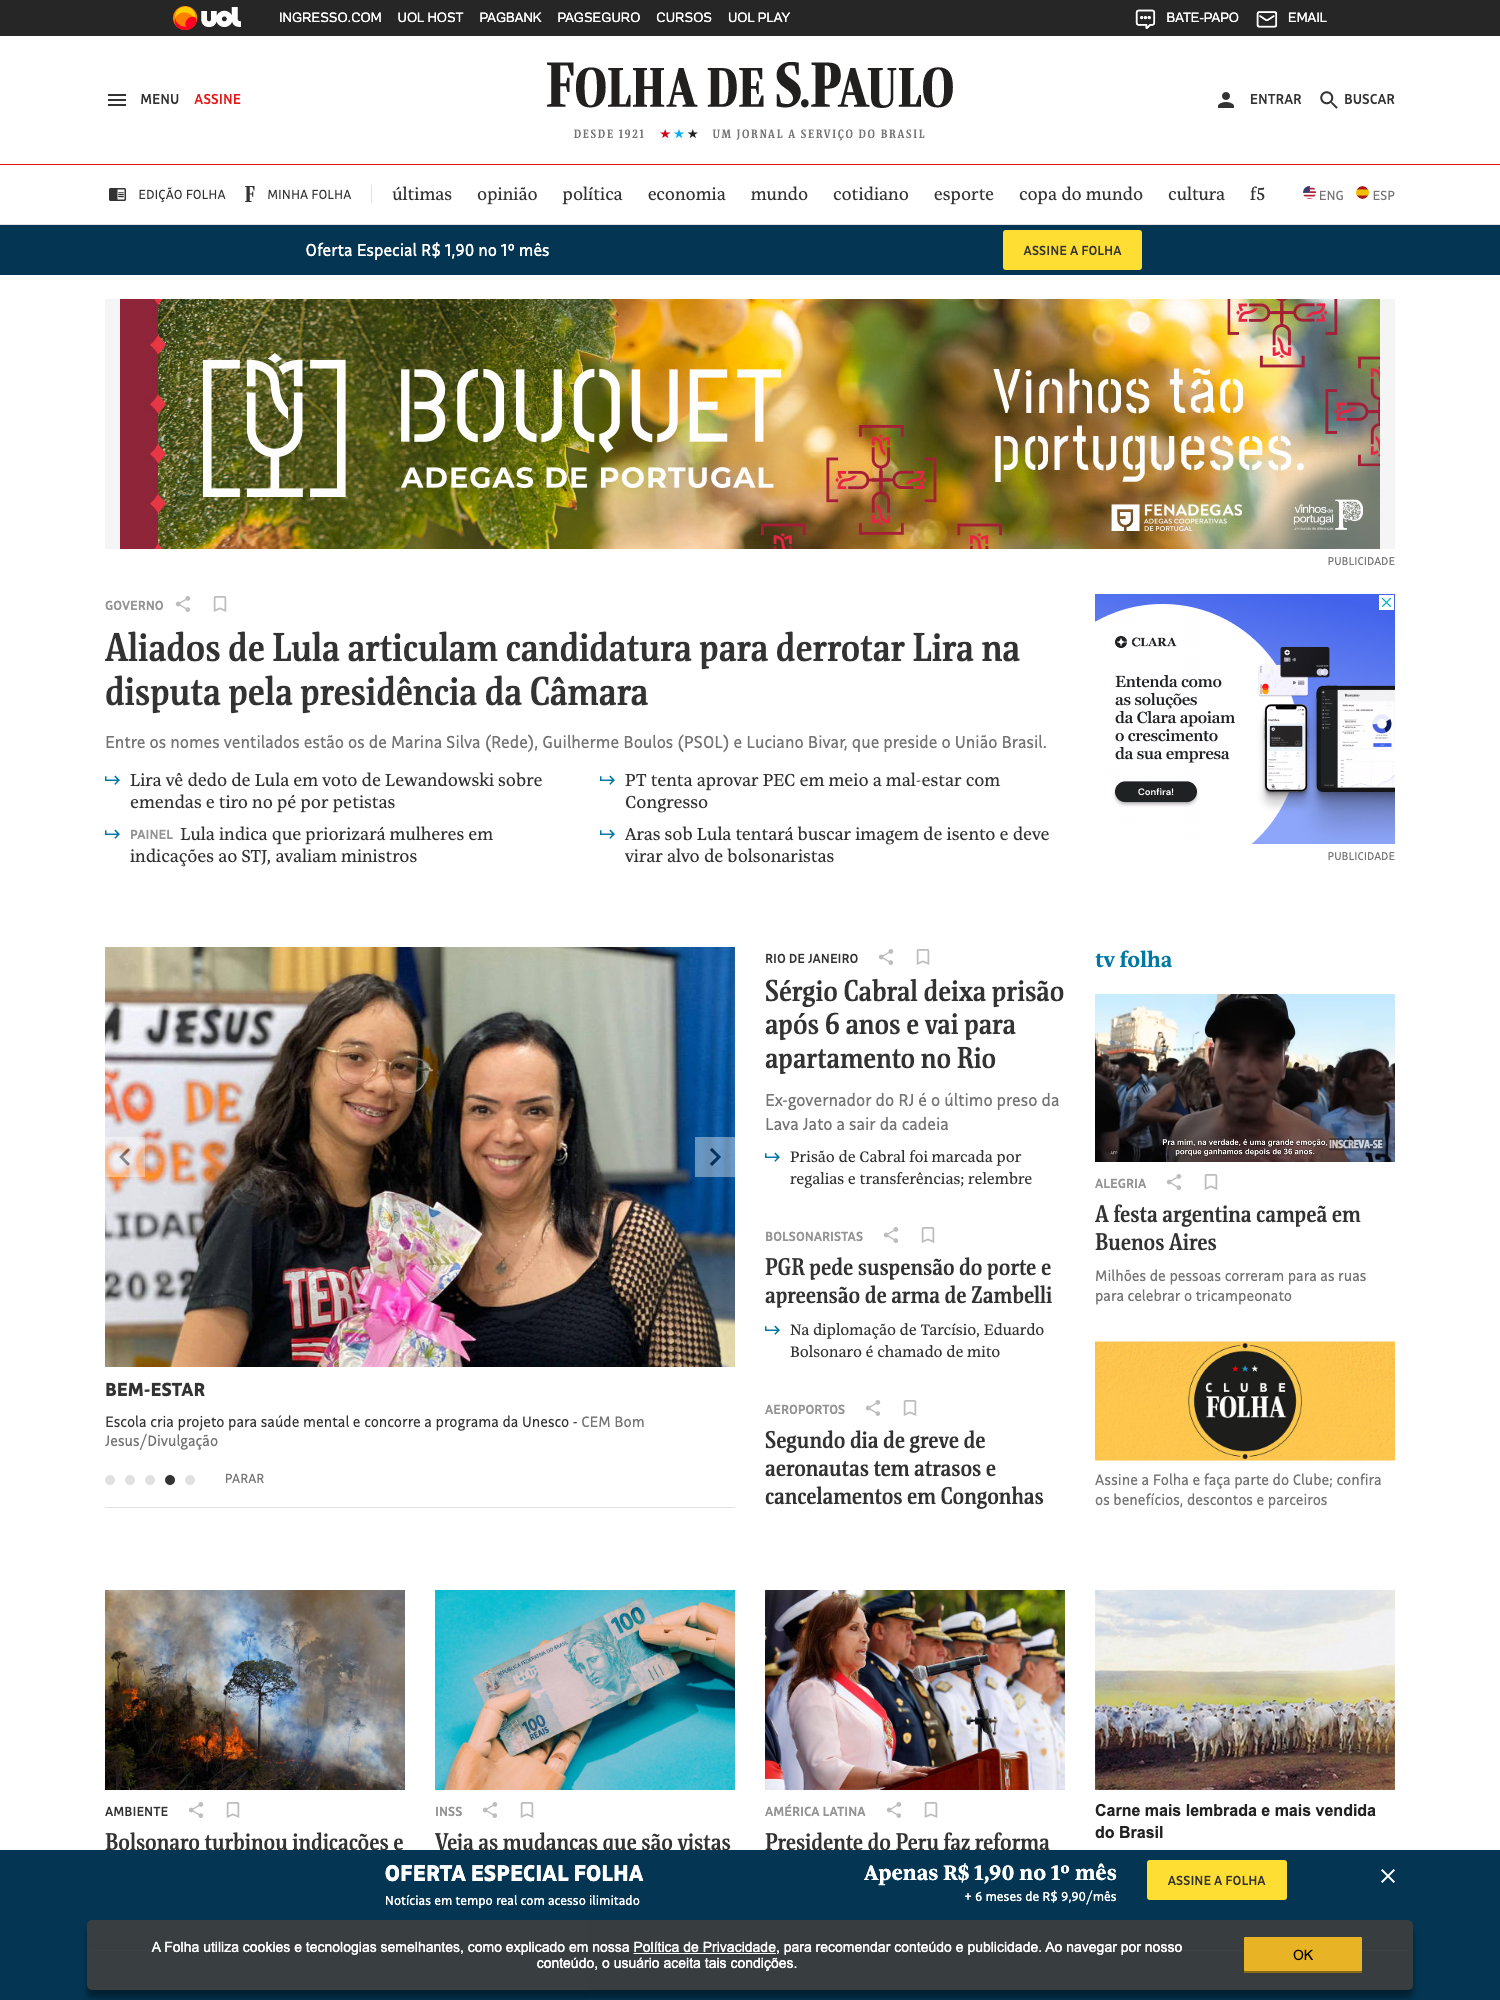 uol
INGRESSO.COM UOL HOST PAGBANK PAGSEGURO CURSOS UOL PLAY
BATE-PAPO EMAIL
MENU ASSINE
FOLHA DE S.PAULO
DESDE 1921 ★ ★ ★ UM JORNAL A SERVIÇO DO BRASIL
ENTRAR BUSCAR
EDIÇÃO FOLHA F MINHA FOLHA
últimas opinião política economia mundo cotidiano esporte copa do mundo cultura f5
ENG ESP
Oferta Especial R$ 1,90 no 1º mês
ASSINE A FOLHA
BOUQUET
ADEGAS DE PORTUGAL
Vinhos tão
portugueses.
FENADEGAS
ADEGAS COOPERATIVAS
DE PORTUGAL
vinhos de
portugal
PUBLICIDADE
GOVERNO
Aliados de Lula articulam candidatura para derrotar Lira na
disputa pela presidência da Câmara
Entre os nomes ventilados estão os de Marina Silva (Rede), Guilherme Boulos (PSOL) e Luciano Bivar, que preside o União Brasil.
Lira vê dedo de Lula em voto de Lewandowski sobre
emendas e tiro no pé por petistas
PAINEL Lula indica que priorizará mulheres em
indicações ao STJ, avaliam ministros
PT tenta aprovar PEC em meio a mal-estar com
Congresso
Aras sob Lula tentará buscar imagem de isento e deve
virar alvo de bolsonaristas
CLARA
Entenda como
as soluções
da Clara apoiam
o crescimento
da sua empresa
Confira!
PUBLICIDADE
M JESUS
ÃO DE
ÕES
LIDAD
2022
TERC
BEM-ESTAR
Escola cria projeto para saúde mental e concorre a programa da Unesco - CEM Bom
Jesus/Divulgação
PARAR
RIO DE JANEIRO
Sérgio Cabral deixa prisão
após 6 anos e vai para
apartamento no Rio
Ex-governador do RJ é o último preso da
Lava Jato a sair da cadeia
Prisão de Cabral foi marcada por
regalias e transferências; relembre
BOLSONARISTAS
PGR pede suspensão do porte e
apreensão de arma de Zambelli
Na diplomação de Tarcísio, Eduardo
Bolsonaro é chamado de mito
AEROPORTOS
Segundo dia de greve de
aeronautas tem atrasos e
cancelamentos em Congonhas
tv folha
Pra mim, na verdade, é uma grande emoção,
porque ganhamos depois de 36 anos.
INSCREVA-SE
ALEGRIA
A festa argentina campeã em
Buenos Aires
Milhões de pessoas correram para as ruas
para celebrar o tricampeonato
CLUBE
FOLHA
Assine a Folha e faça parte do Clube; confira
os benefícios, descontos e parceiros
REPÚBLICA FEDERATIVA DO BRASIL
100
100
REAIS
AMBIENTE
Bolsonaro turbinou indicações e
INSS
Veja as mudanças que são vistas
AMÉRICA LATINA
Presidente do Peru faz reforma
Carne mais lembrada e mais vendida
do Brasil
OFERTA ESPECIAL FOLHA
Notícias em tempo real com acesso ilimitado
Apenas R$ 1,90 no 1º mês
+ 6 meses de R$ 9,90/mês
ASSINE A FOLHA
A Folha utiliza cookies e tecnologias semelhantes, como explicado em nossa Política de Privacidade, para recomendar conteúdo e publicidade. Ao navegar por nosso
conteúdo, o usuário aceita tais condições.
OK